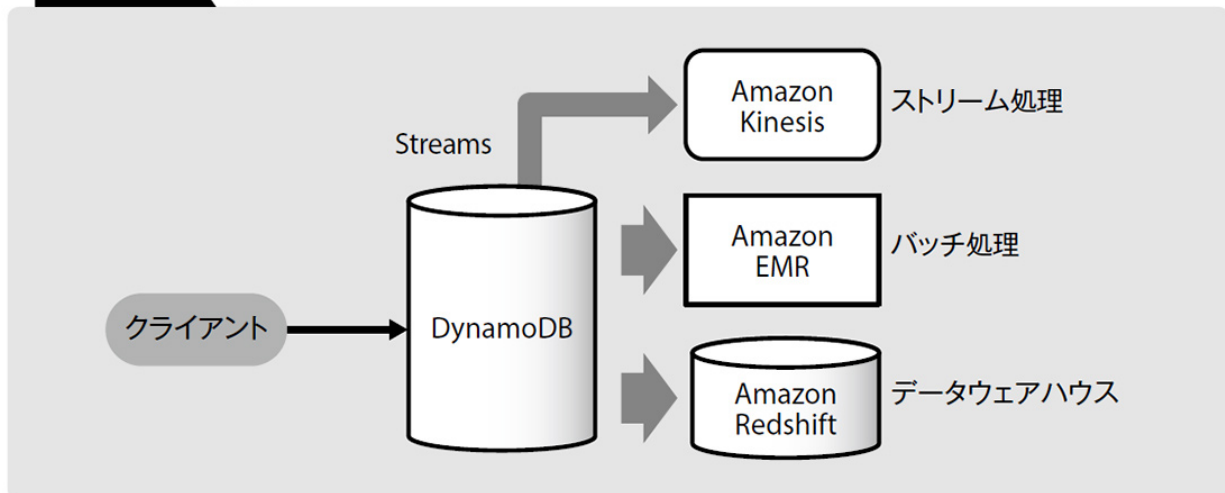 Streams
Amazon
Kinesis
ストリーム処理
Amazon
EMR
バッチ処理
クライアント
DynamoDB
Amazon
Redshift
データウェアハウス